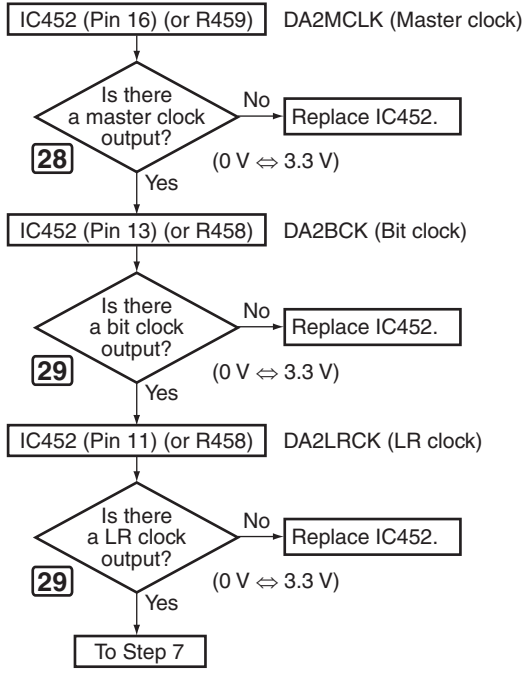 IC452 (Pin 16) (or R459) DA2MCLK (Master clock)
Is there
a master clock
output?
No
Replace IC452.
28
(0 V ⇔ 3.3 V)
Yes
IC452 (Pin 13) (or R458) DA2BCK (Bit clock)
Is there
a bit clock
output?
No
Replace IC452.
29
(0 V ⇔ 3.3 V)
Yes
IC452 (Pin 11) (or R458) DA2LRCK (LR clock)
Is there
a LR clock
output?
No
Replace IC452.
29
(0 V ⇔ 3.3 V)
Yes
To Step 7